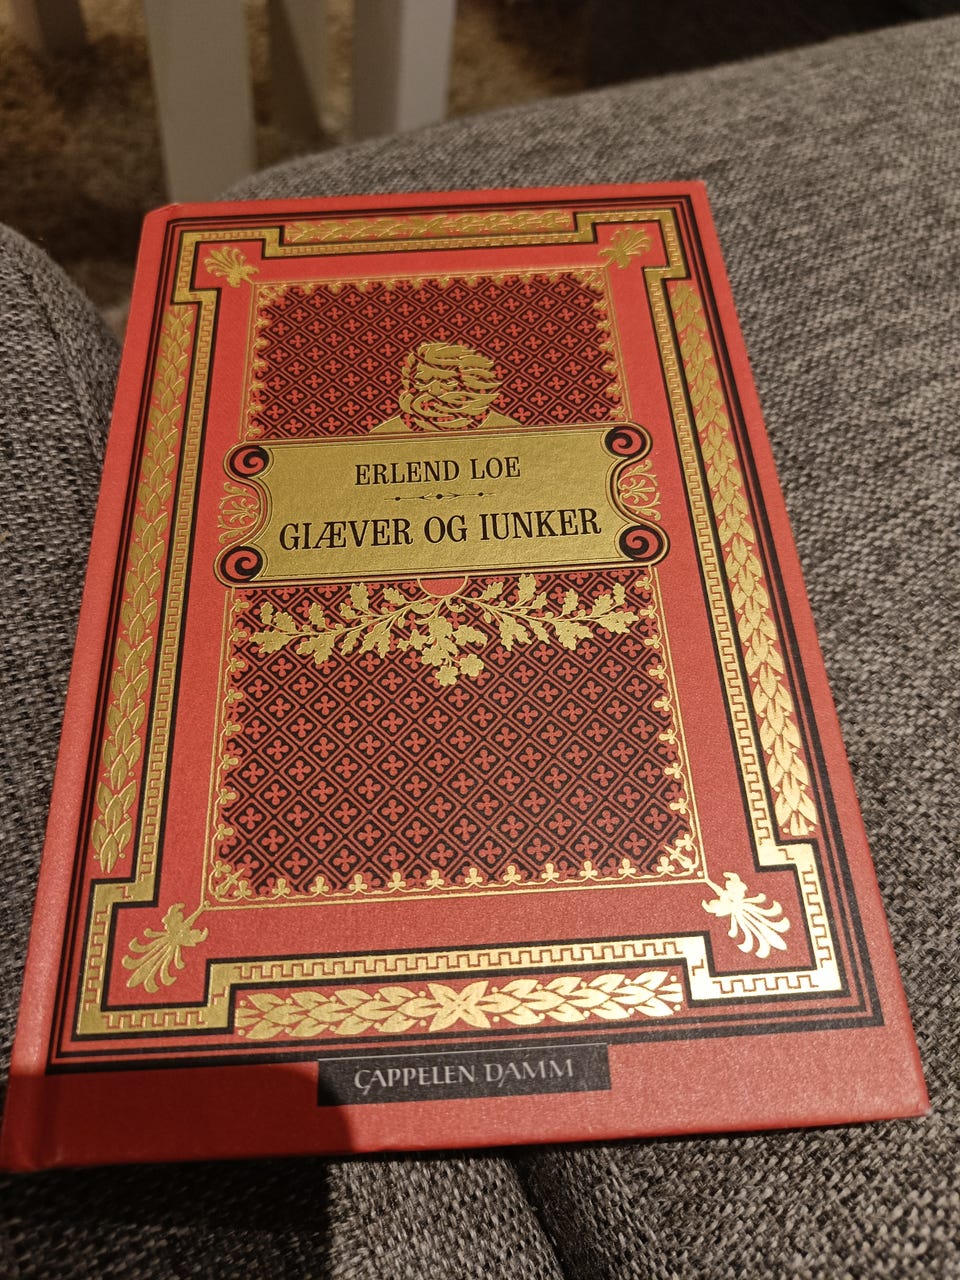 ERLEND LOE
GIÆVER OG IUNKER
CAPPELEN DAMM